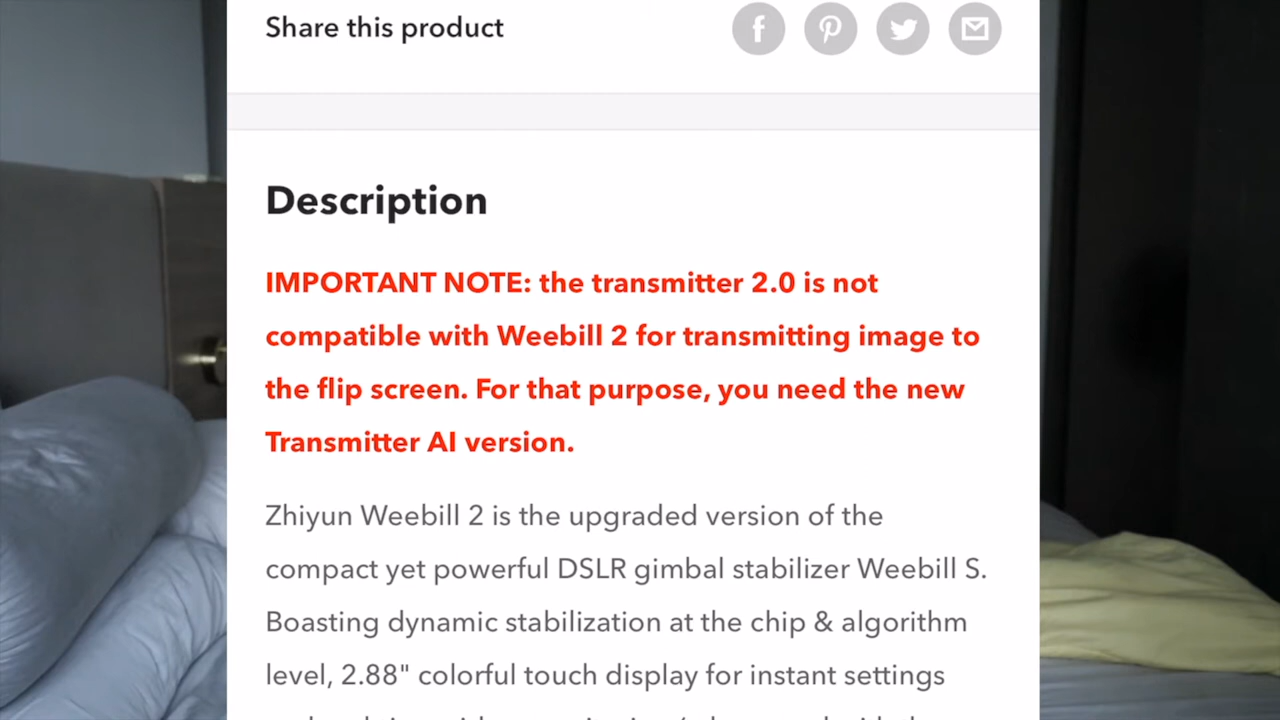 Share this product
Description
IMPORTANT NOTE: the transmitter 2.0 is not
compatible with Weebill 2 for transmitting image to
the flip screen. For that purpose, you need the new
Transmitter AI version.
Zhiyun Weebill 2 is the upgraded version of the
compact yet powerful DSLR gimbal stabilizer Weebill S.
Boasting dynamic stabilization at the chip & algorithm
level, 2.88" colorful touch display for instant settings